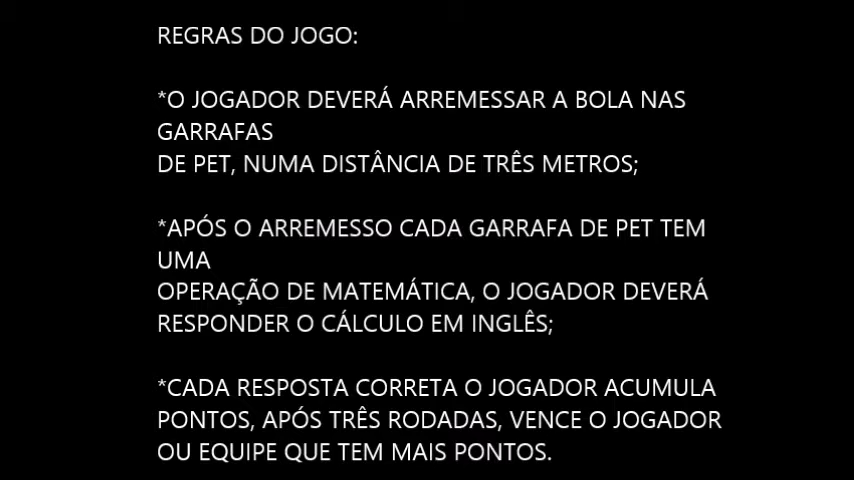 REGRAS DO JOGO:
*O JOGADOR DEVERÁ ARREMESSAR A BOLA NAS
GARRAFAS
DE PET, NUMA DISTÂNCIA DE TRÊS METROS;
*APÓS O ARREMESSO CADA GARRAFA DE PET TEM
UMA
OPERAÇÃO DE MATEMÁTICA, O JOGADOR DEVERÁ
RESPONDER O CÁLCULO EM INGLÊS;
*CADA RESPOSTA CORRETA O JOGADOR ACUMULA
PONTOS, APÓS TRÊS RODADAS, VENCE O JOGADOR
OU EQUIPE QUE TEM MAIS PONTOS.